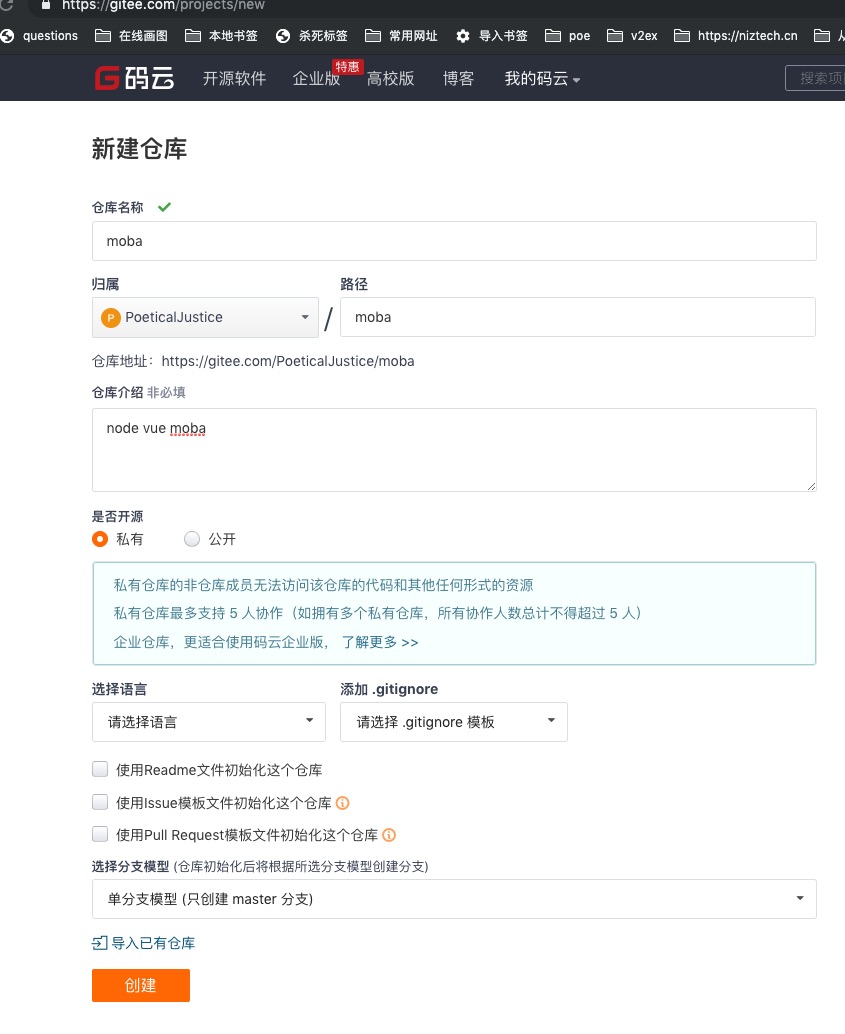 https://gitee.com/projects/new
questions 在线画图 本地书签 杀死标签 常用网址 导入书签 poe v2ex https://niztech.cn
G 码云 开源软件 企业版 特惠 高校版 博客 我的码云 搜索项
新建仓库
仓库名称
moba
归属 路径
P PoeticalJustice / moba
仓库地址：https://gitee.com/PoeticalJustice/moba
仓库介绍 非必填
node vue moba
是否开源
私有 公开
私有仓库的非仓库成员无法访问该仓库的代码和其他任何形式的资源
私有仓库最多支持 5 人协作（如拥有多个私有仓库，所有协作人数总计不得超过 5 人）
企业仓库，更适合使用码云企业版， 了解更多 >>
选择语言 添加 .gitignore
请选择语言 请选择 .gitignore 模板
使用Readme文件初始化这个仓库
使用Issue模板文件初始化这个仓库
使用Pull Request模板文件初始化这个仓库
选择分支模型 (仓库初始化后将根据所选分支模型创建分支)
单分支模型 (只创建 master 分支)
导入已有仓库
创建